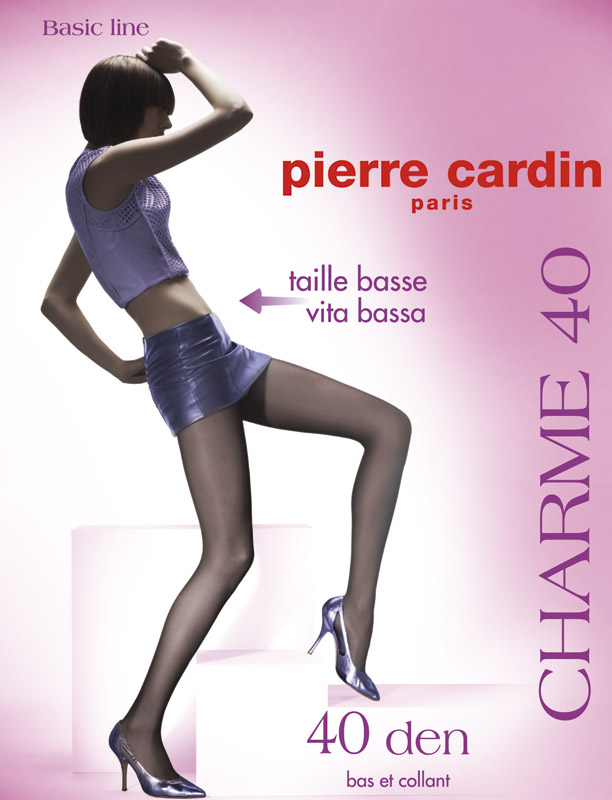 Basic line
pierre cardin
paris
taille basse
vita bassa
CHARME 40
40 den
bas et collant